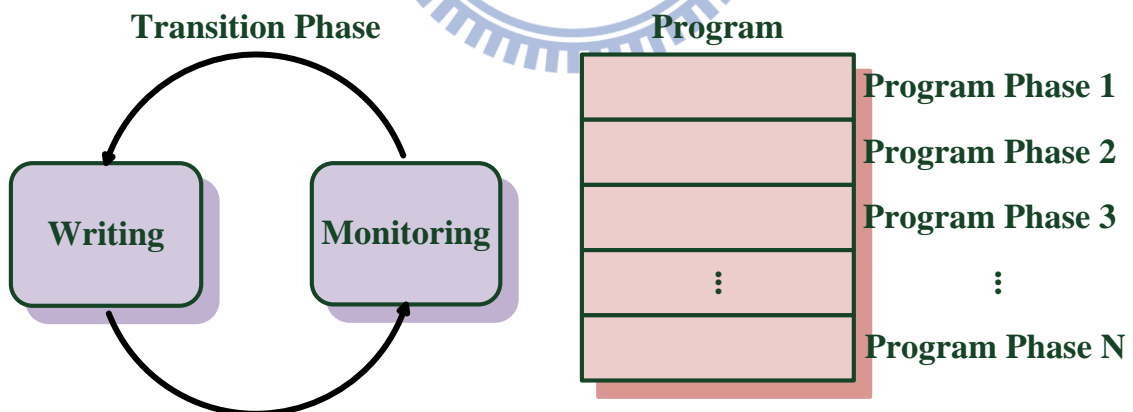 Transition Phase
Writing
Monitoring
Program
Program Phase 1
Program Phase 2
Program Phase 3
⋮ ⋮
Program Phase N